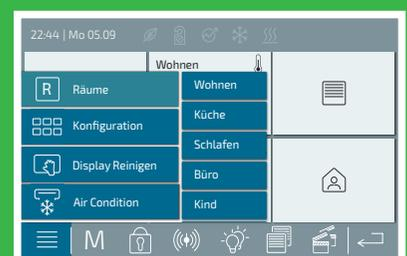 22:44 | Mo 05.09
Wohnen
R Räume
Konfiguration
Display Reinigen
Air Condition
Wohnen
Küche
Schlafen
Büro
Kind
M